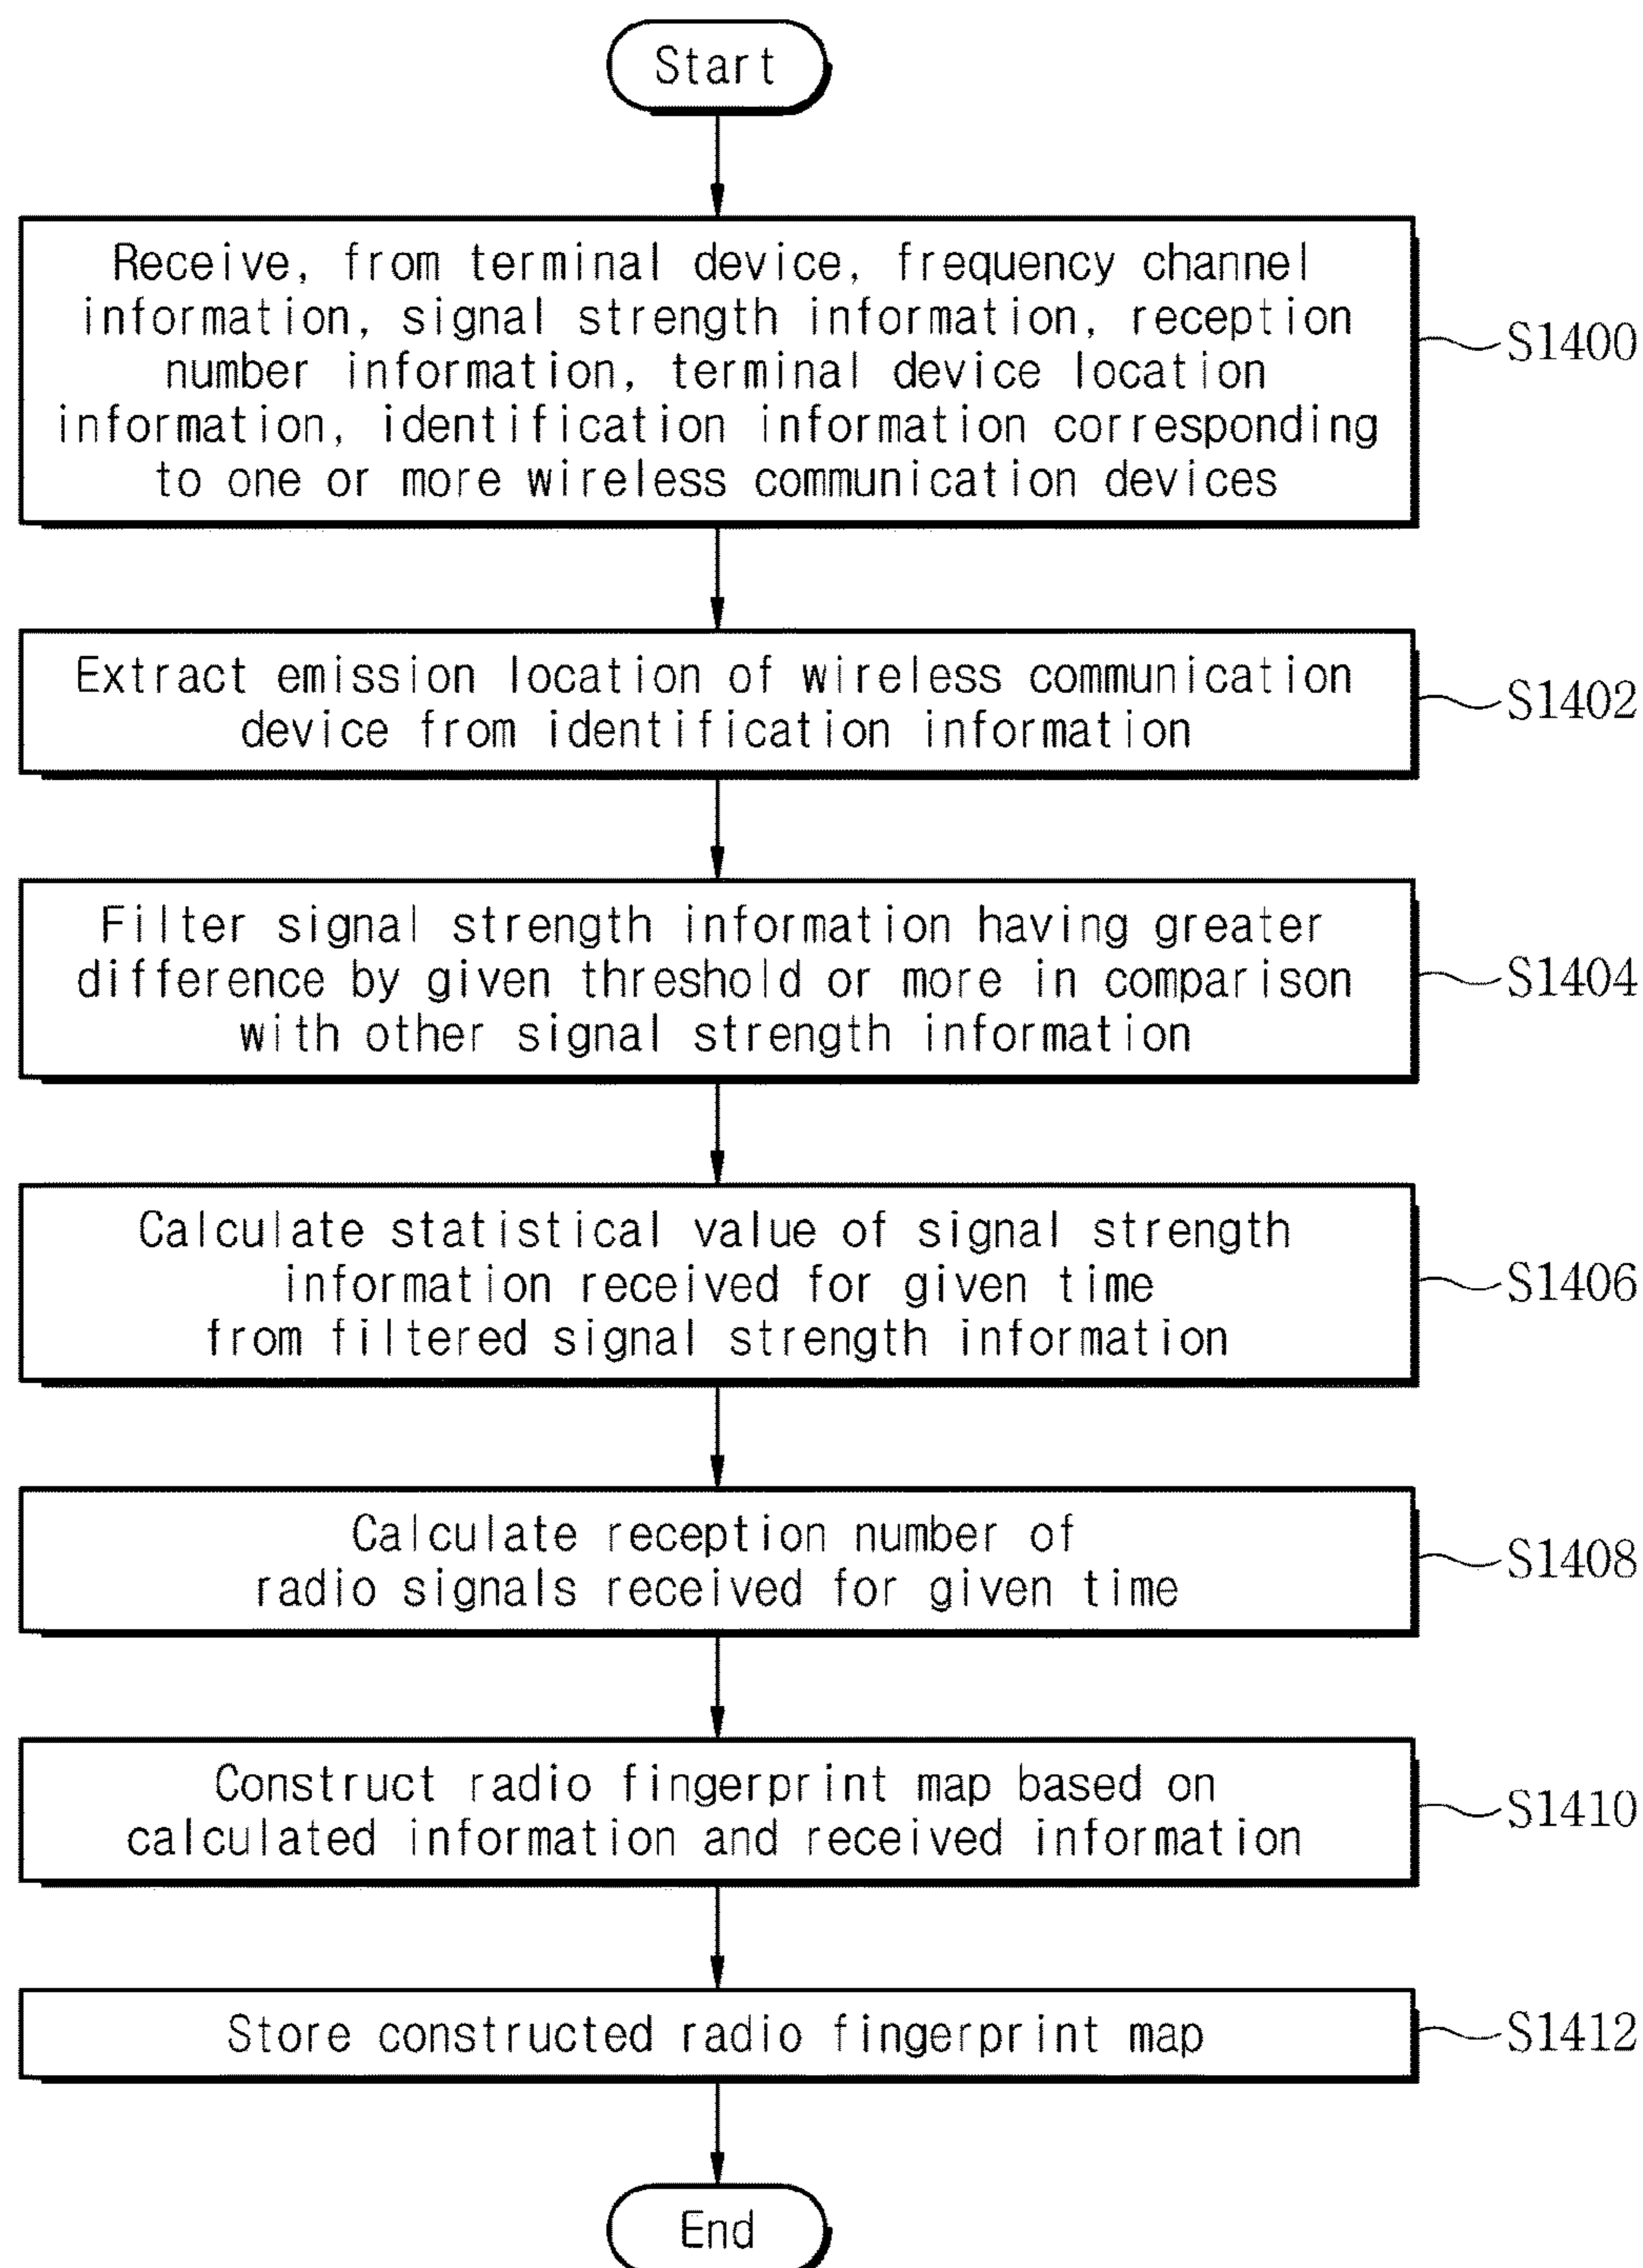 Start
Receive, from terminal device, frequency channel
information, signal strength information, reception
number information, terminal device location
information, identification information corresponding
to one or more wireless communication devices
S1400
Extract emission location of wireless communication
device from identification information
S1402
Filter signal strength information having greater
difference by given threshold or more in comparison
with other signal strength information
S1404
Calculate statistical value of signal strength
information received for given time
from filtered signal strength information
S1406
Calculate reception number of
radio signals received for given time
S1408
Construct radio fingerprint map based on
calculated information and received information
S1410
Store constructed radio fingerprint map
S1412
End